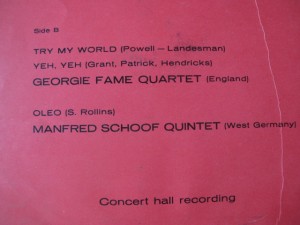 Side B
TRY MY WORLD (Powell – Landesman)
YEH, YEH (Grant, Patrick, Hendricks)
GEORGIE FAME QUARTET (England)
OLEO (S. Rollins)
MANFRED SCHOOF QUINTET (West Germany)
Concert hall recording